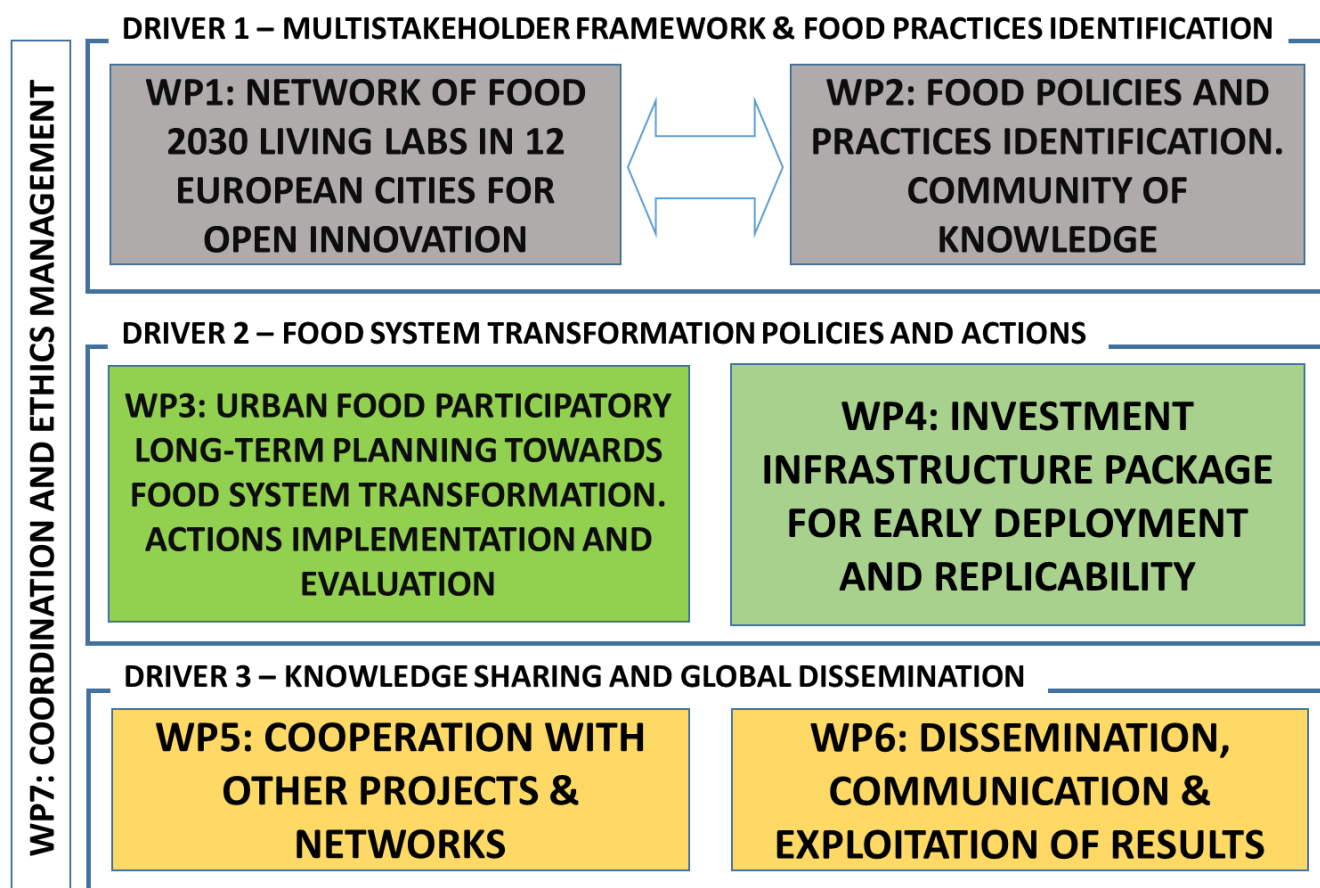 WP7: COORDINATION AND ETHICS MANAGEMENT
DRIVER 1 – MULTISTAKEHOLDER FRAMEWORK & FOOD PRACTICES IDENTIFICATION
WP1: NETWORK OF FOOD
2030 LIVING LABS IN 12
EUROPEAN CITIES FOR
OPEN INNOVATION
WP2: FOOD POLICIES AND
PRACTICES IDENTIFICATION.
COMMUNITY OF
KNOWLEDGE
DRIVER 2 – FOOD SYSTEM TRANSFORMATION POLICIES AND ACTIONS
WP3: URBAN FOOD PARTICIPATORY
LONG-TERM PLANNING TOWARDS
FOOD SYSTEM TRANSFORMATION.
ACTIONS IMPLEMENTATION AND
EVALUATION
WP4: INVESTMENT
INFRASTRUCTURE PACKAGE
FOR EARLY DEPLOYMENT
AND REPLICABILITY
DRIVER 3 – KNOWLEDGE SHARING AND GLOBAL DISSEMINATION
WP5: COOPERATION WITH
OTHER PROJECTS &
NETWORKS
WP6: DISSEMINATION,
COMMUNICATION &
EXPLOITATION OF RESULTS